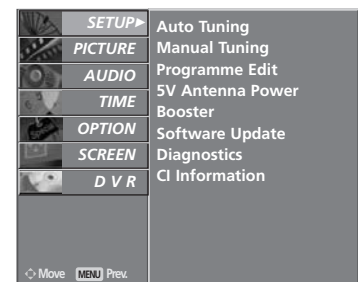 SETUP
PICTURE
AUDIO
TIME
OPTION
SCREEN
D V R
Auto Tuning
Manual Tuning
Programme Edit
5V Antenna Power
Booster
Software Update
Diagnostics
CI Information
Move MENU Prev.